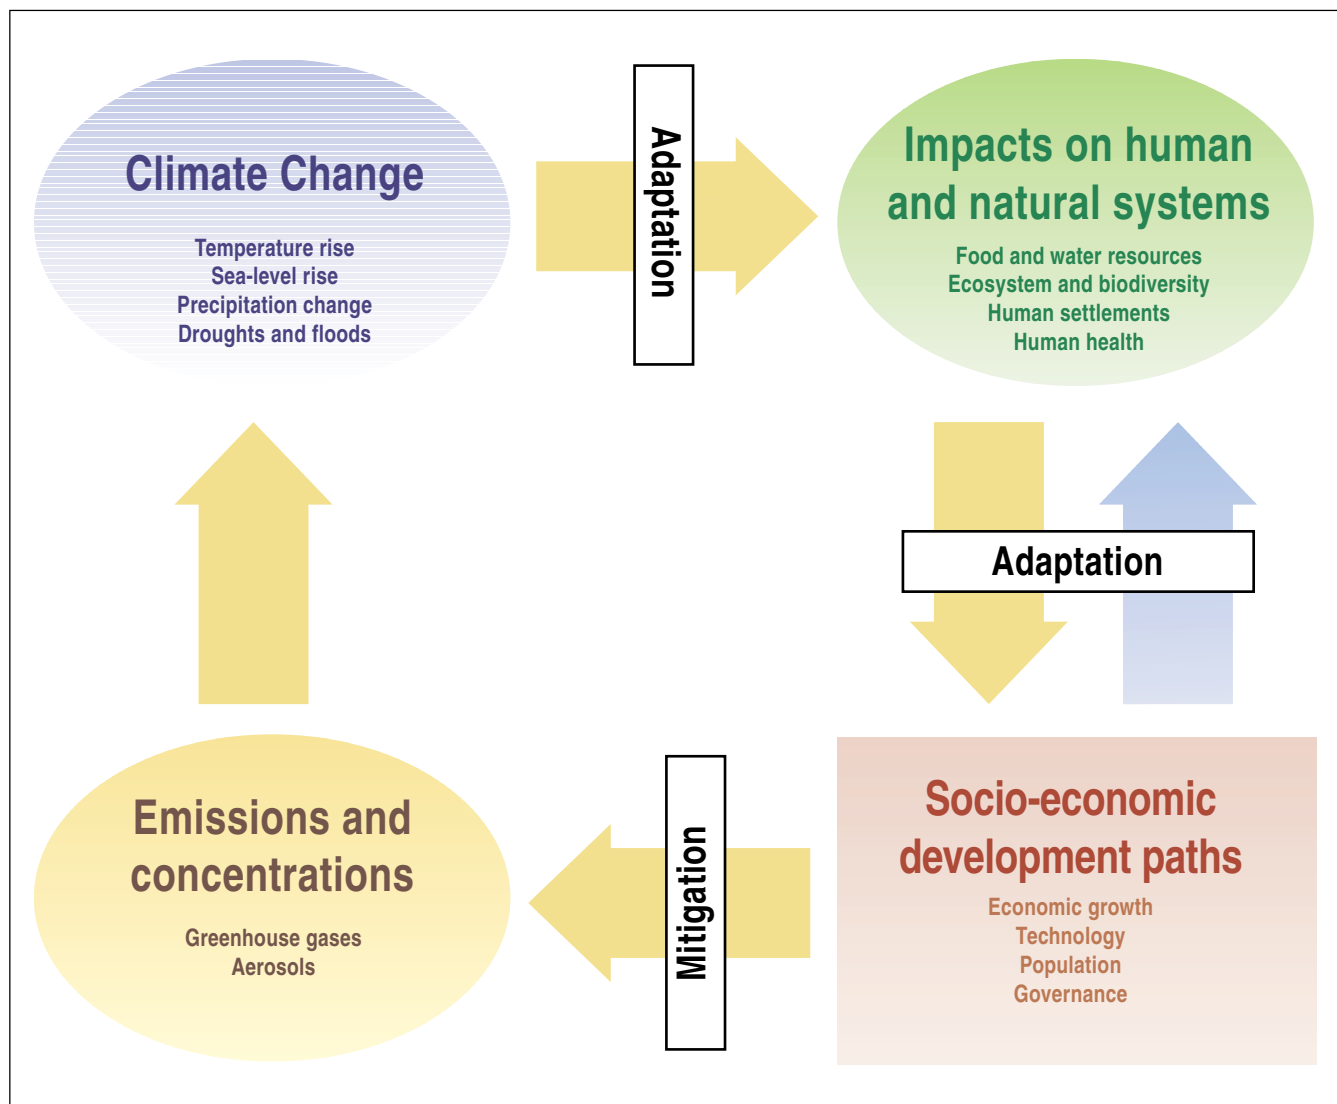 Climate Change
Temperature rise
Sea-level rise
Precipitation change
Droughts and floods
Adaptation
Impacts on human
and natural systems
Food and water resources
Ecosystem and biodiversity
Human settlements
Human health
Adaptation
Emissions and
concentrations
Greenhouse gases
Aerosols
Mitigation
Socio-economic
development paths
Economic growth
Technology
Population
Governance